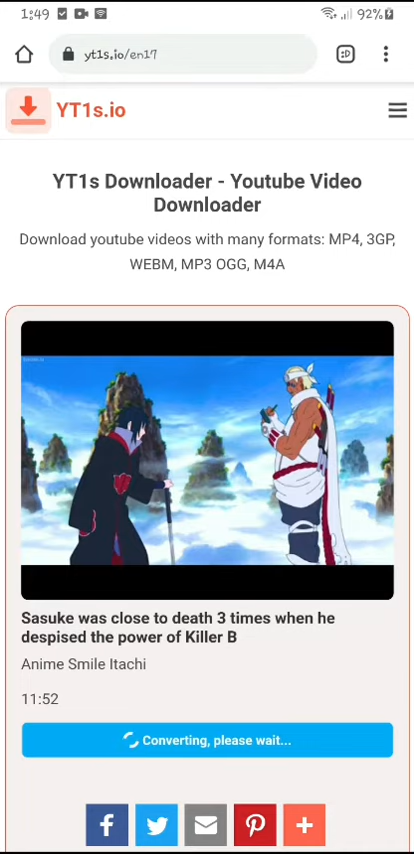 1:49
92%
yt1s.io/en17
:D
YT1s.io
YT1s Downloader - Youtube Video
Downloader
Download youtube videos with many formats: MP4, 3GP,
WEBM, MP3 OGG, M4A
Sasuke was close to death 3 times when he
despised the power of Killer B
Anime Smile Itachi
11:52
Converting, please wait...